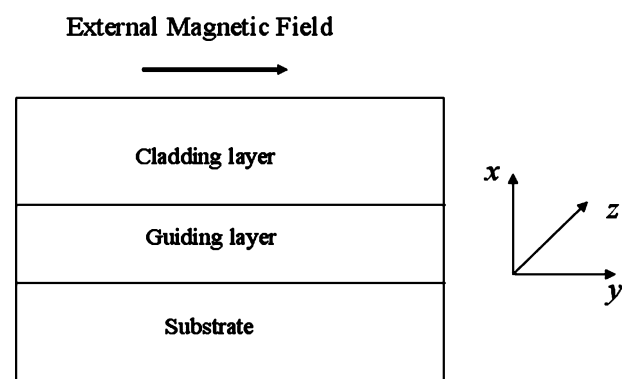 External Magnetic Field
Cladding layer
x
z
Guiding layer
y
Substrate